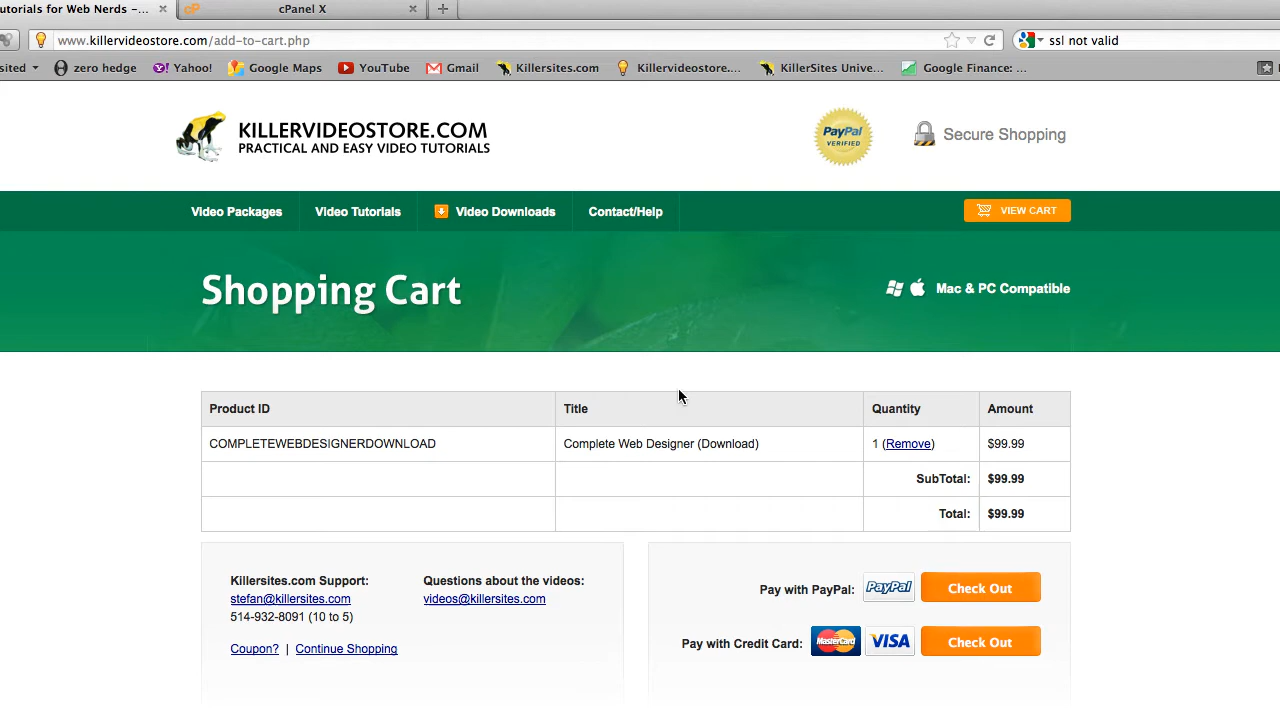 utorials for Web Nerds –...
cPanel X
www.killervideostore.com/add-to-cart.php
ssl not valid
sited
zero hedge
Yahoo!
Google Maps
YouTube
Gmail
Killersites.com
Killervideostore....
KillerSites Unive...
Google Finance: ...
KILLERVIDEOSTORE.COM
PRACTICAL AND EASY VIDEO TUTORIALS
PayPal
VERIFIED
Secure Shopping
Video Packages
Video Tutorials
Video Downloads
Contact/Help
VIEW CART
Shopping Cart
Mac & PC Compatible
Product ID Title Quantity Amount
COMPLETEWEBDESIGNERDOWNLOAD Complete Web Designer (Download) 1 (Remove) $99.99
SubTotal: $99.99
Total: $99.99
Killersites.com Support:
stefan@killersites.com
514-932-8091 (10 to 5)
Questions about the videos:
videos@killersites.com
Coupon? | Continue Shopping
Pay with PayPal: PayPal Check Out
Pay with Credit Card: MasterCard VISA Check Out